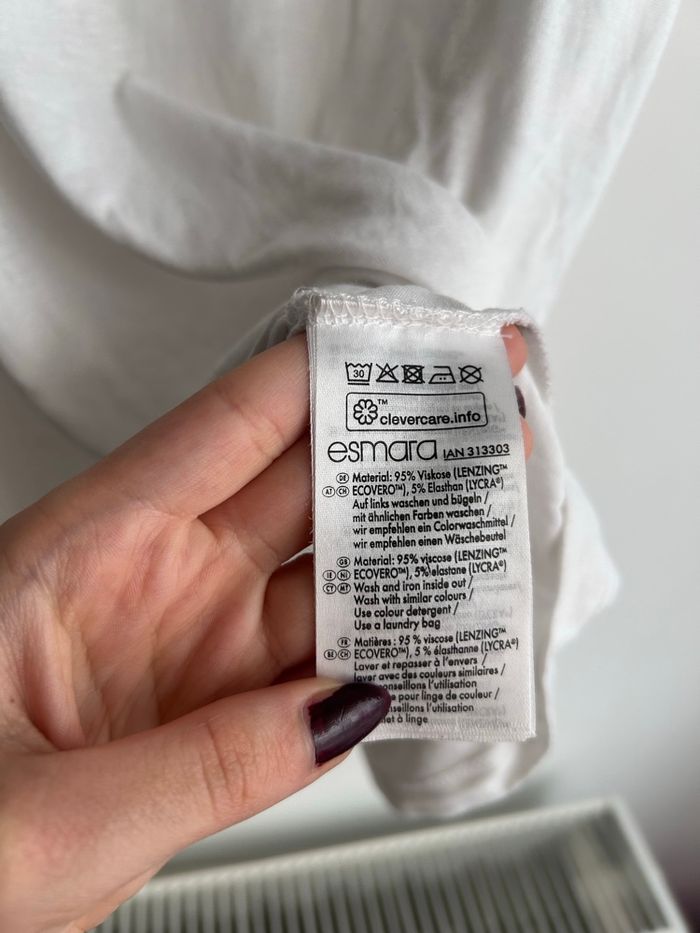 30
™
clevercare.info
esmara IAN 313303
DE Material: 95% Viskose (LENZING™
AT CH ECOVERO™), 5% Elasthan (LYCRA®)
Auf links waschen und bügeln /
mit ähnlichen Farben waschen /
wir empfehlen ein Colorwaschmittel /
wir empfehlen einen Wäschebeutel
GB Material: 95% viscose (LENZING™
IE NI ECOVERO™), 5% elastane (LYCRA®)
CY MT Wash and iron inside out /
Wash with similar colours /
Use colour detergent /
Use a laundry bag
FR Matières : 95 % viscose (LENZING™
BE CH ECOVERO™), 5 % élasthanne (LYCRA®)
Laver et repasser à l'envers /
laver avec des couleurs similaires /
l'utilisation
pour linge de couleur /
l'utilisation
à linge